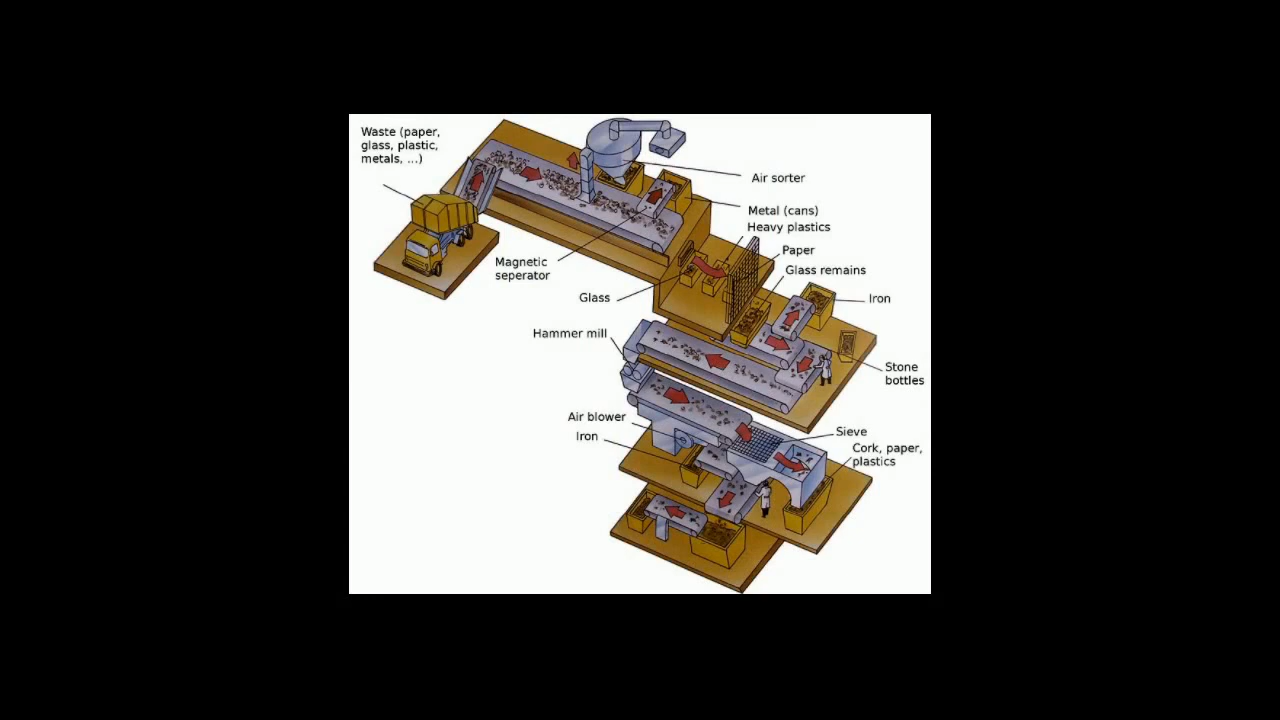 Waste (paper,
glass, plastic,
metals, ...)
Air sorter
Metal (cans)
Heavy plastics
Paper
Magnetic
seperator
Glass remains
Glass
Iron
Hammer mill
Stone
bottles
Air blower
Iron
Sieve
Cork, paper,
plastics